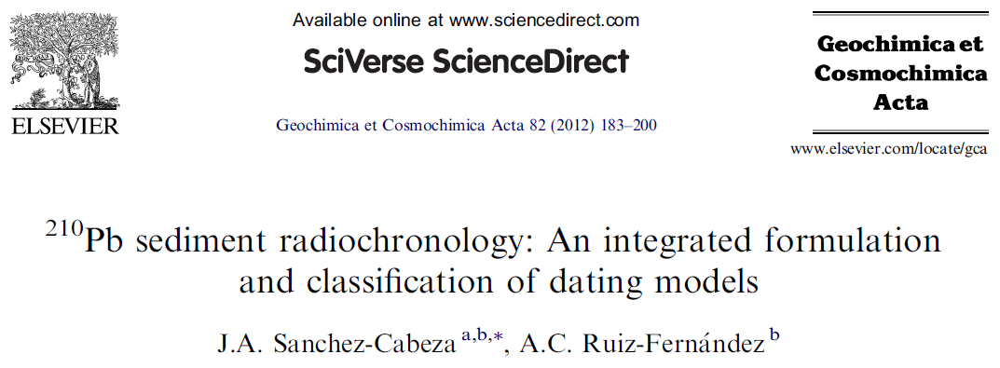 Available online at www.sciencedirect.com
SciVerse ScienceDirect
Geochimica et Cosmochimica Acta 82 (2012) 183–200
ELSEVIER
Geochimica et
Cosmochimica
Acta
www.elsevier.com/locate/gca
²¹⁰Pb sediment radiochronology: An integrated formulation
and classification of dating models
J.A. Sanchez-Cabeza a,b,*, A.C. Ruiz-Fernández b